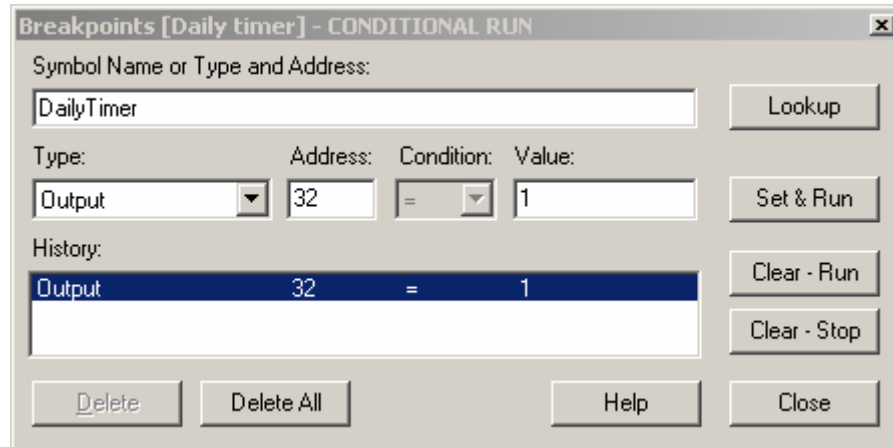 Breakpoints [Daily timer] - CONDITIONAL RUN
Symbol Name or Type and Address:
DailyTimer
Lookup
Type: Address: Condition: Value:
Output 32 = 1
Set & Run
History:
Output 32 = 1
Clear - Run
Clear - Stop
Delete Delete All Help Close